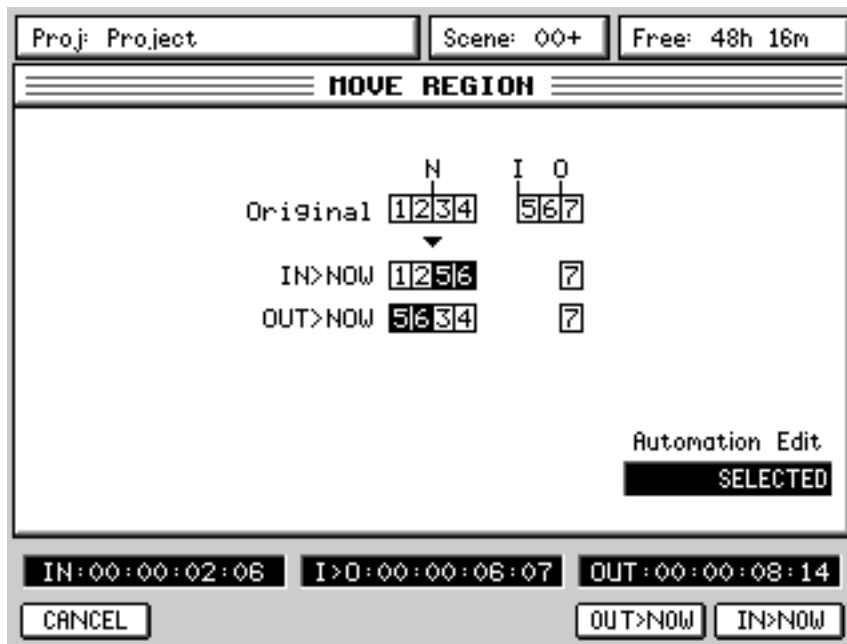 Proj: Project
Scene: 00+
Free: 48h 16m
MOVE REGION
N I O
Original 1234 567
IN>NOW 1256 7
OUT>NOW 5634 7
Automation Edit
SELECTED
IN:00:00:02:06
I>O:00:00:06:07
OUT:00:00:08:14
CANCEL
OUT>NOW
IN>NOW